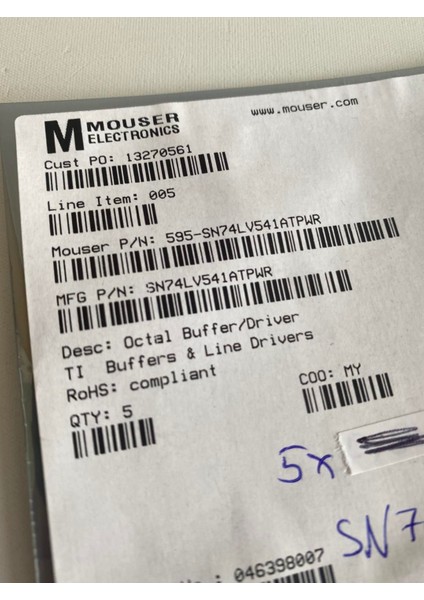 MOUSER
ELECTRONICS
www.mouser.com
Cust PO: 13270561
Line Item: 005
Mouser P/N: 595-SN74LV541ATPWR
MFG P/N: SN74LV541ATPWR
Desc: Octal Buffer/Driver
TI Buffers & Line Drivers
RoHS: compliant
COO: MY
QTY: 5
5x
SN7
: 046398007